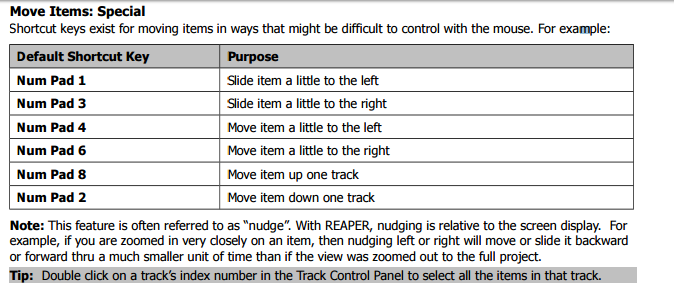 Move Items: Special
Shortcut keys exist for moving items in ways that might be difficult to control with the mouse. For example:
Default Shortcut Key Purpose
Num Pad 1 Slide item a little to the left
Num Pad 3 Slide item a little to the right
Num Pad 4 Move item a little to the left
Num Pad 6 Move item a little to the right
Num Pad 8 Move item up one track
Num Pad 2 Move item down one track
Note: This feature is often referred to as “nudge”. With REAPER, nudging is relative to the screen display. For
example, if you are zoomed in very closely on an item, then nudging left or right will move or slide it backward
or forward thru a much smaller unit of time than if the view was zoomed out to the full project.
Tip: Double click on a track’s index number in the Track Control Panel to select all the items in that track.